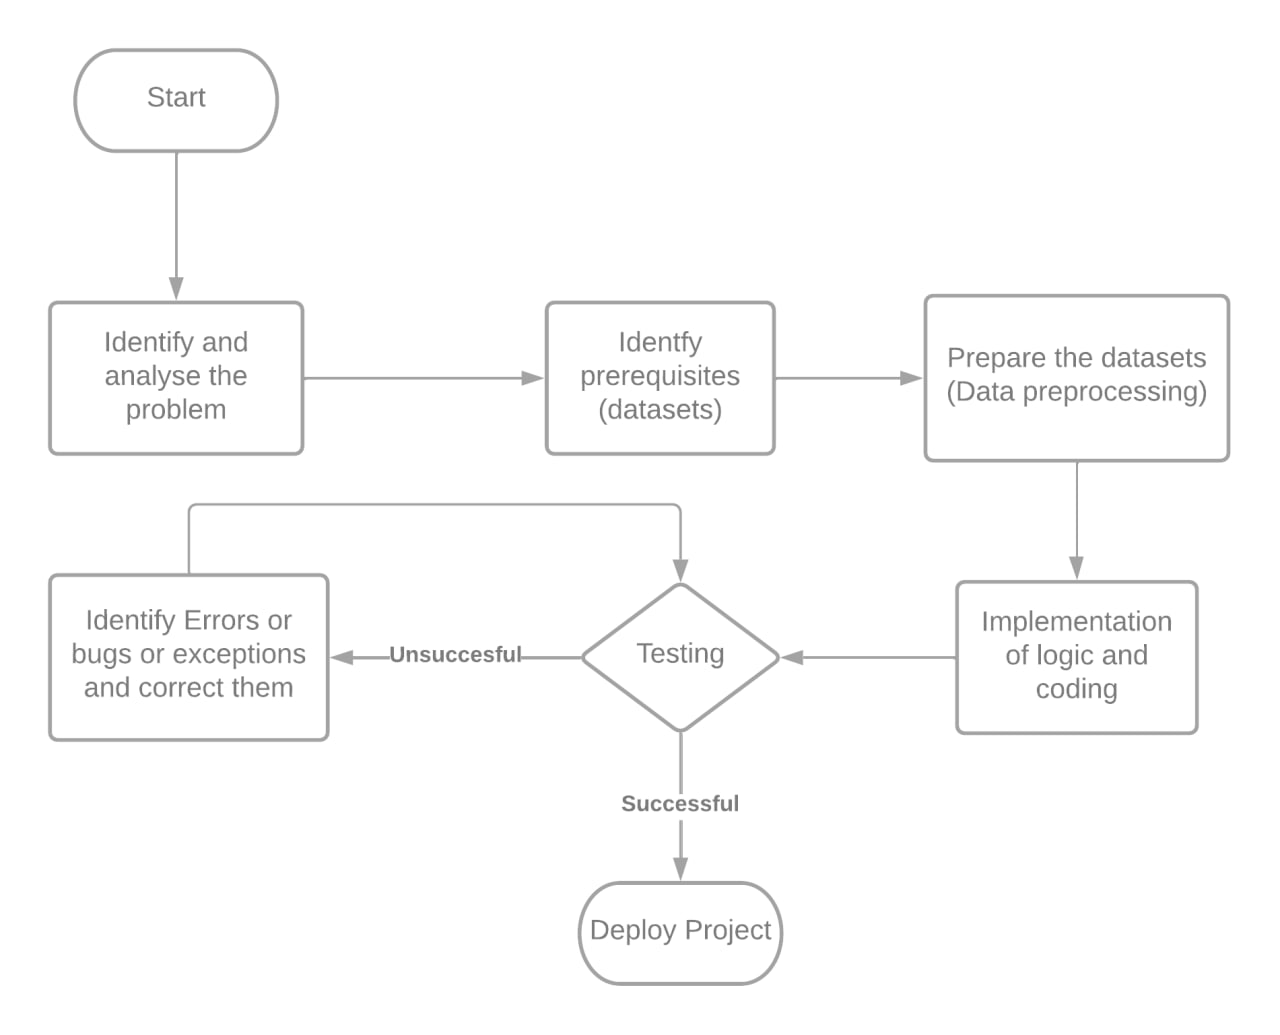 Start
Identify and
analyse the
problem
Identfy
prerequisites
(datasets)
Prepare the datasets
(Data preprocessing)
Implementation
of logic and
coding
Testing
Unsuccesful
Identify Errors or
bugs or exceptions
and correct them
Successful
Deploy Project